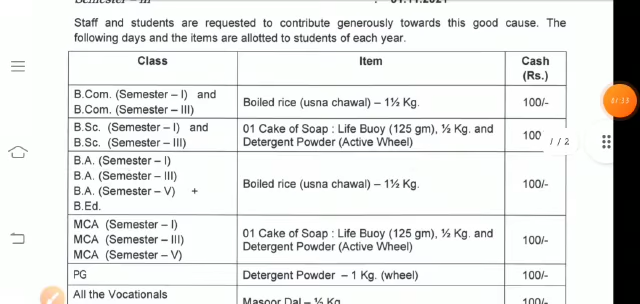 Semester – III : 01.11.2021
Staff and students are requested to contribute generously towards this good cause. The
following days and the items are allotted to students of each year.
Class Item Cash
(Rs.)
B.Com. (Semester – I) and
B.Com. (Semester – III)
Boiled rice (usna chawal) – 1½ Kg.
100/-
B.Sc. (Semester – I) and
B.Sc. (Semester – III)
01 Cake of Soap : Life Buoy (125 gm), ½ Kg. and
Detergent Powder (Active Wheel)
100
B.A. (Semester – I)
B.A. (Semester – III)
B.A. (Semester – V) +
B.Ed.
Boiled rice (usna chawal) – 1½ Kg.
100/-
MCA (Semester – I)
MCA (Semester – III)
MCA (Semester – V)
01 Cake of Soap : Life Buoy (125 gm), ½ Kg. and
Detergent Powder (Active Wheel)
100/-
PG
Detergent Powder – 1 Kg. (wheel)
100/-
All the Vocationals
Masoor Dal – ½ Kg
100/-
/ 2